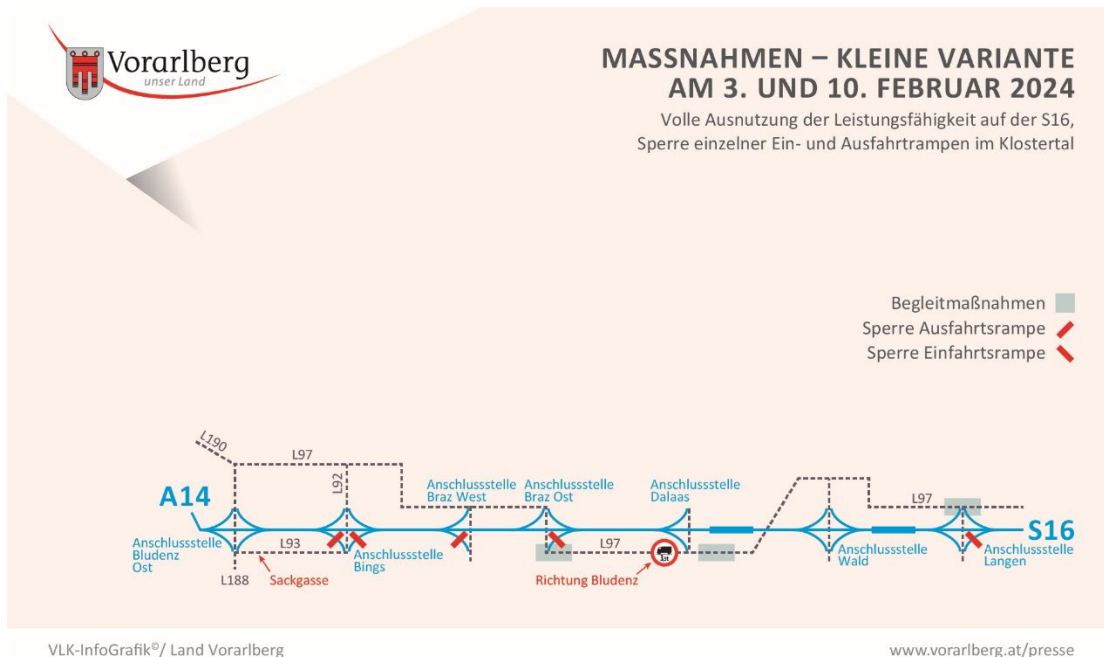 Vorarlberg
unser Land
MASSNAHMEN – KLEINE VARIANTE
AM 3. UND 10. FEBRUAR 2024
Volle Ausnutzung der Leistungsfähigkeit auf der S16,
Sperre einzelner Ein- und Ausfahrtrampen im Klostertal
Begleitmaßnahmen
Sperre Ausfahrtsrampe
Sperre Einfahrtsrampe
L190
L97
L92
A14
Anschlussstelle
Braz West
Anschlussstelle
Braz Ost
Anschlussstelle
Dalaas
L97
S16
Anschlussstelle
Bludenz
Ost
L93
L188
Sackgasse
Anschlussstelle
Bings
L97
Richtung Bludenz
Anschlussstelle
Wald
Anschlussstelle
Langen
VLK-InfoGrafik©/ Land Vorarlberg
www.vorarlberg.at/presse